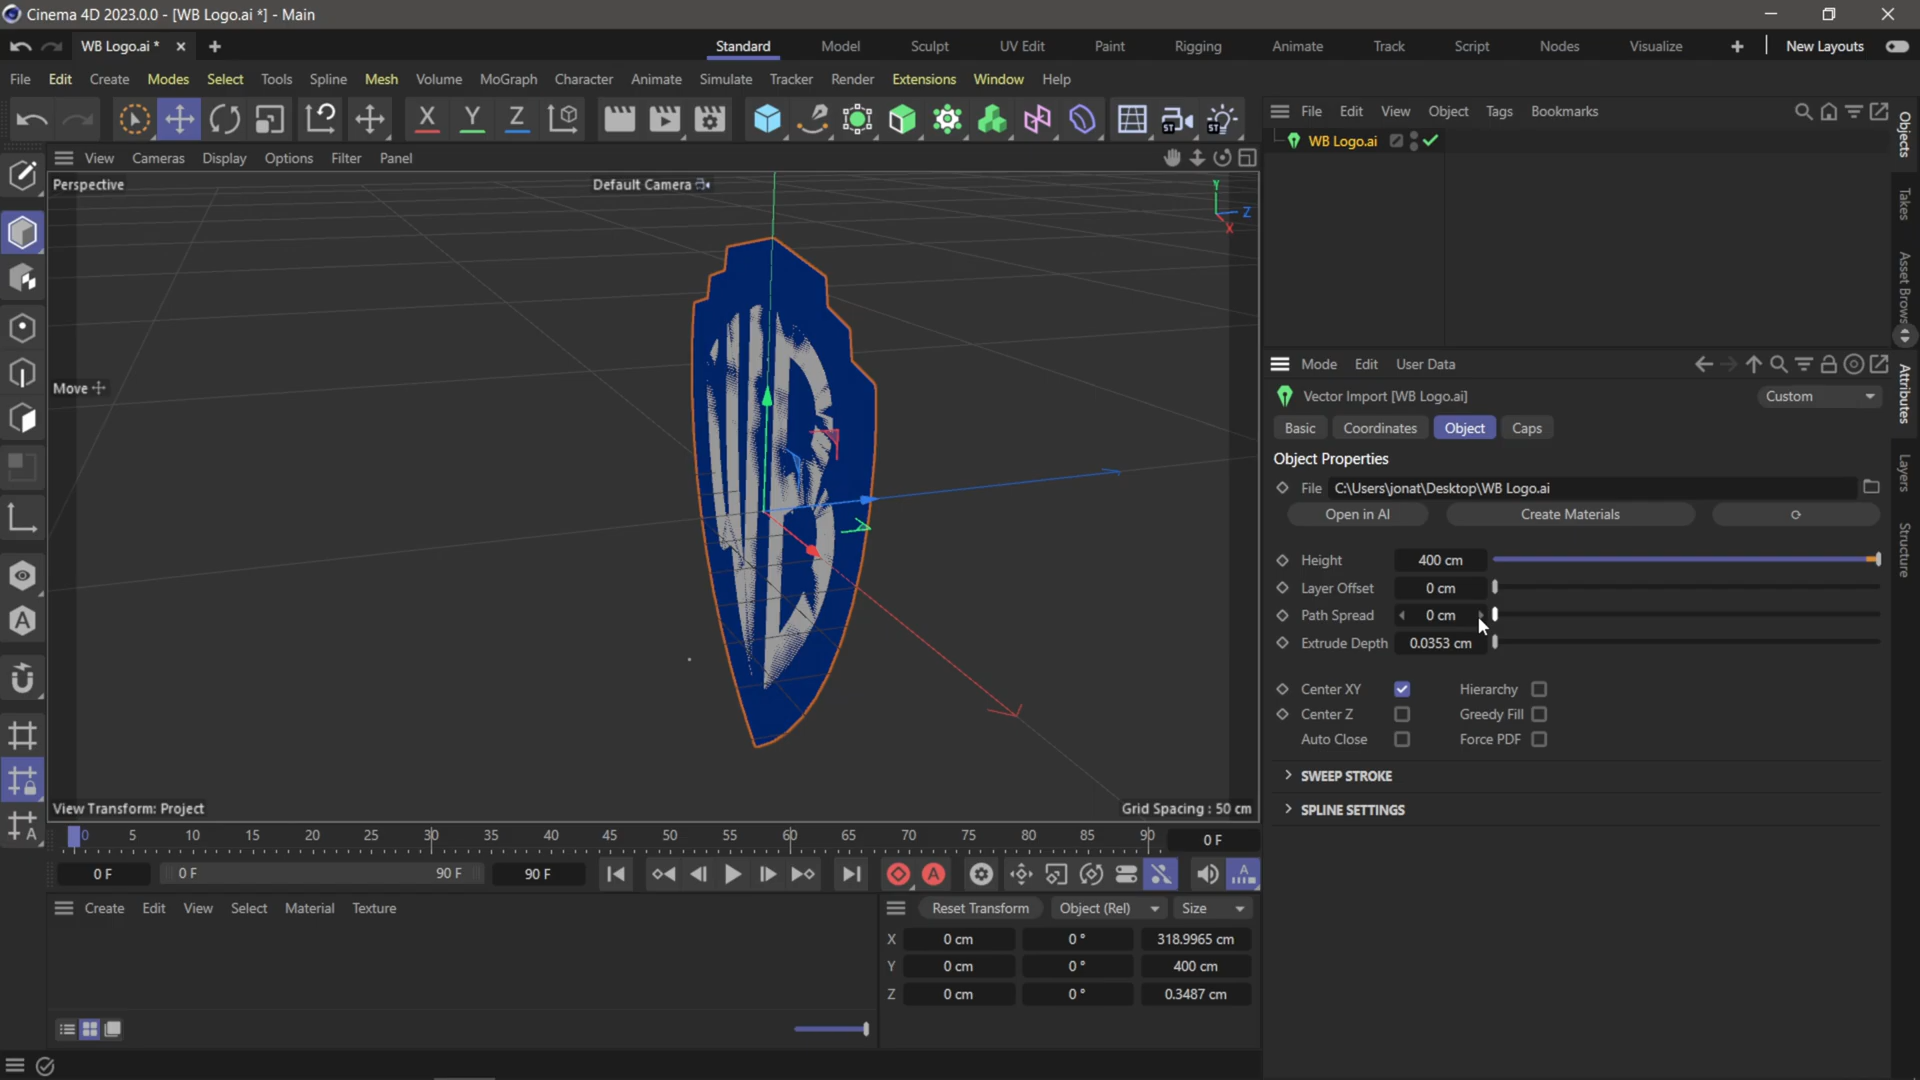 Cinema 4D 2023.0.0 - [WB Logo.ai *] - Main
WB Logo.ai *
Standard Model Sculpt UV Edit Paint Rigging Animate Track Script Nodes Visualize New Layouts
File Edit Create Modes Select Tools Spline Mesh Volume MoGraph Character Animate Simulate Tracker Render Extensions Window Help
X Y Z ST ST
File Edit View Object Tags Bookmarks
WB Logo.ai
Objects
Takes
Asset Brows
View Cameras Display Options Filter Panel
Perspective
Default Camera
Y
Z
X
Move
View Transform: Project
Grid Spacing : 50 cm
Mode Edit User Data
Attributes
Layers
Structure
Vector Import [WB Logo.ai]
Custom
Basic Coordinates Object Caps
Object Properties
File C:\Users\jonat\Desktop\WB Logo.ai
Open in AI Create Materials
Height 400 cm
Layer Offset 0 cm
Path Spread 0 cm
Extrude Depth 0.0353 cm
Center XY Hierarchy
Center Z Greedy Fill
Auto Close Force PDF
SWEEP STROKE
SPLINE SETTINGS
0 5 10 15 20 25 30 35 40 45 50 55 60 65 70 75 80 85 90 0 F
0 F 0 F 90 F 90 F
Create Edit View Select Material Texture
Reset Transform Object (Rel) Size
X 0 cm 0 ° 318.9965 cm
Y 0 cm 0 ° 400 cm
Z 0 cm 0 ° 0.3487 cm